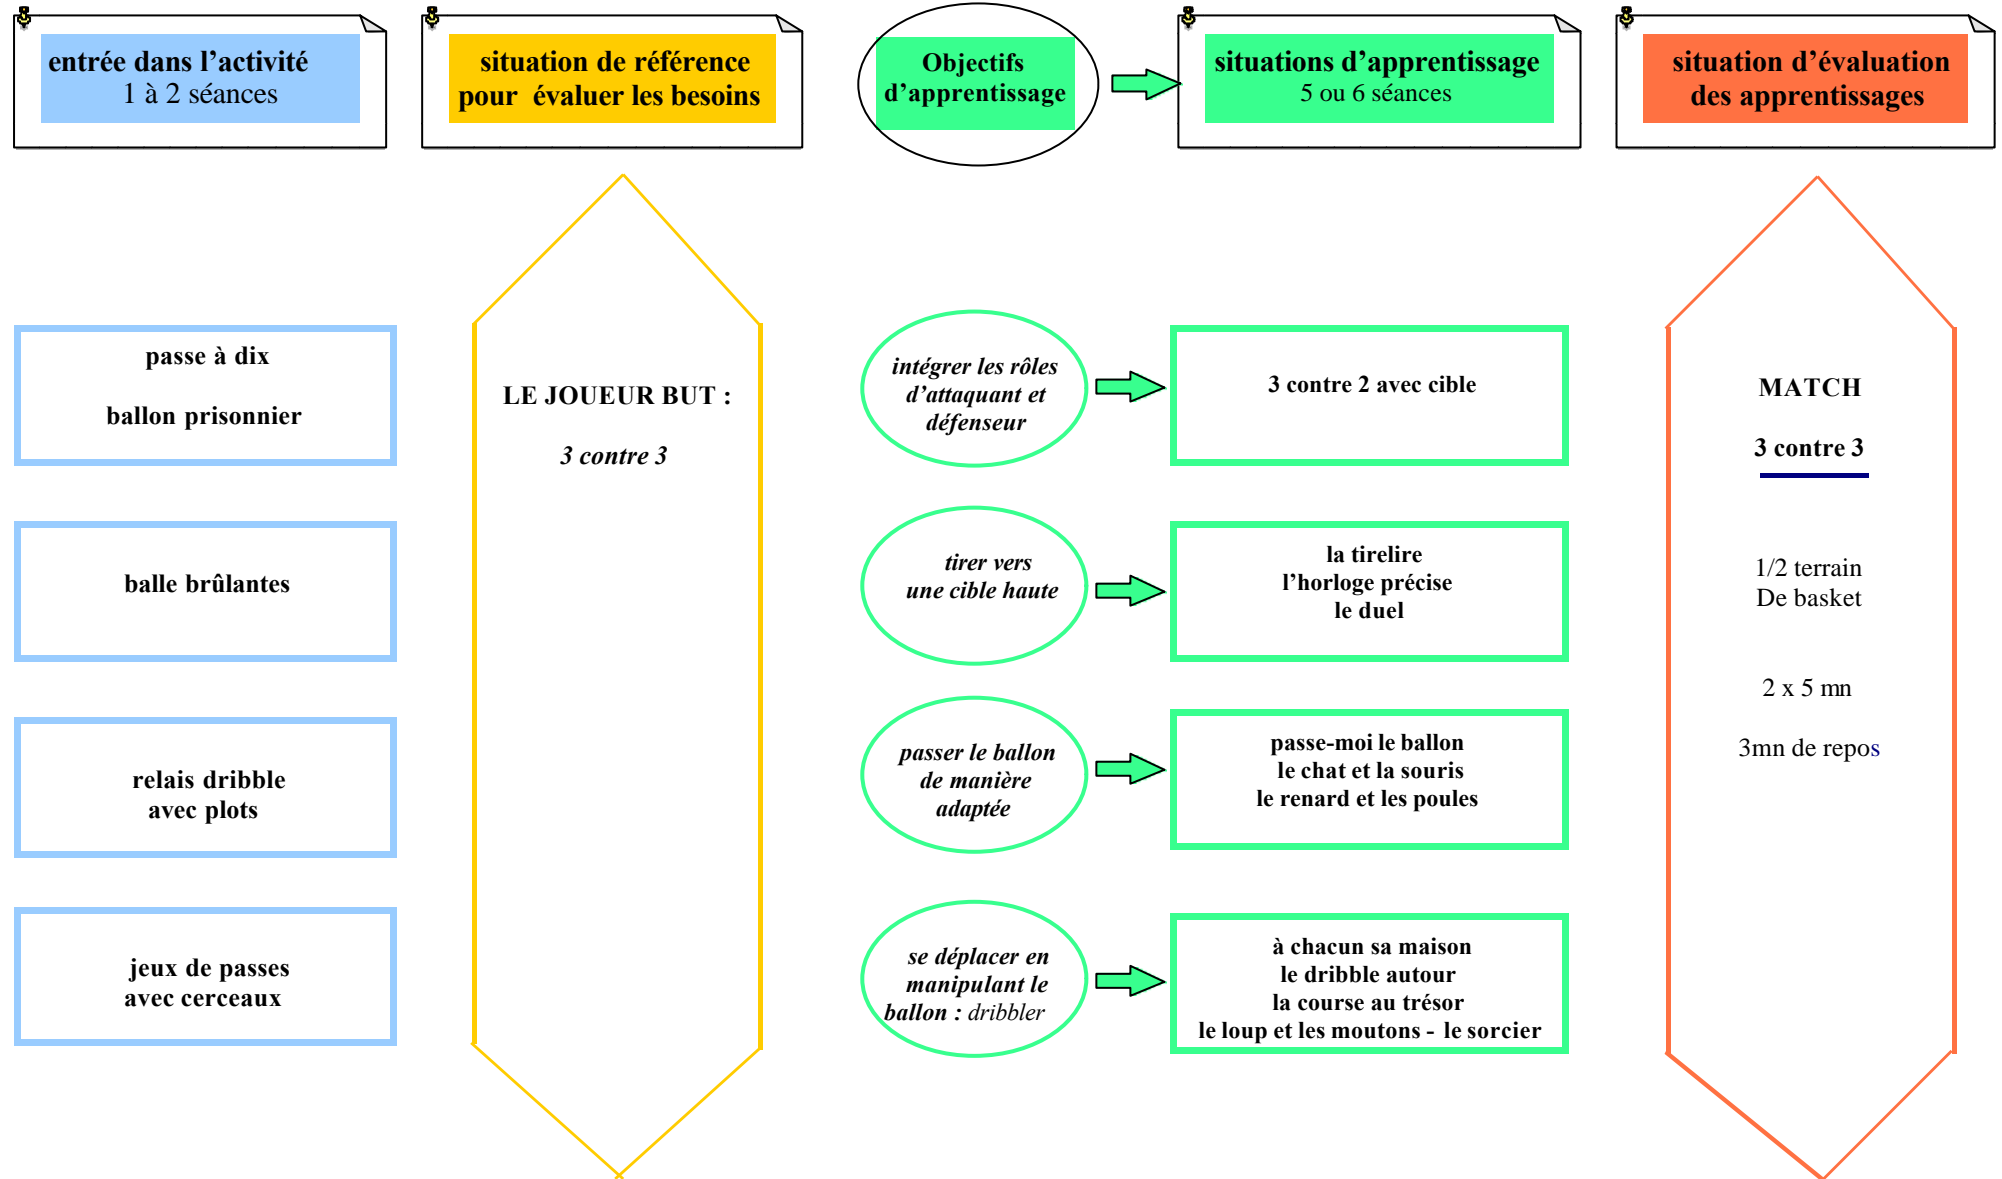 entrée dans l’activité
1 à 2 séances
situation de référence
pour évaluer les besoins
Objectifs
d’apprentissage
situations d’apprentissage
5 ou 6 séances
situation d’évaluation
des apprentissages
passe à dix
ballon prisonnier
balle brûlantes
relais dribble
avec plots
jeux de passes
avec cerceaux
LE JOUEUR BUT :
3 contre 3
intégrer les rôles
d’attaquant et
défenseur
3 contre 2 avec cible
tirer vers
une cible haute
la tirelire
l’horloge précise
le duel
passer le ballon
de manière
adaptée
passe-moi le ballon
le chat et la souris
le renard et les poules
se déplacer en
manipulant le
ballon : dribbler
à chacun sa maison
le dribble autour
la course au trésor
le loup et les moutons - le sorcier
MATCH
3 contre 3
1/2 terrain
De basket
2 x 5 mn
3mn de repos